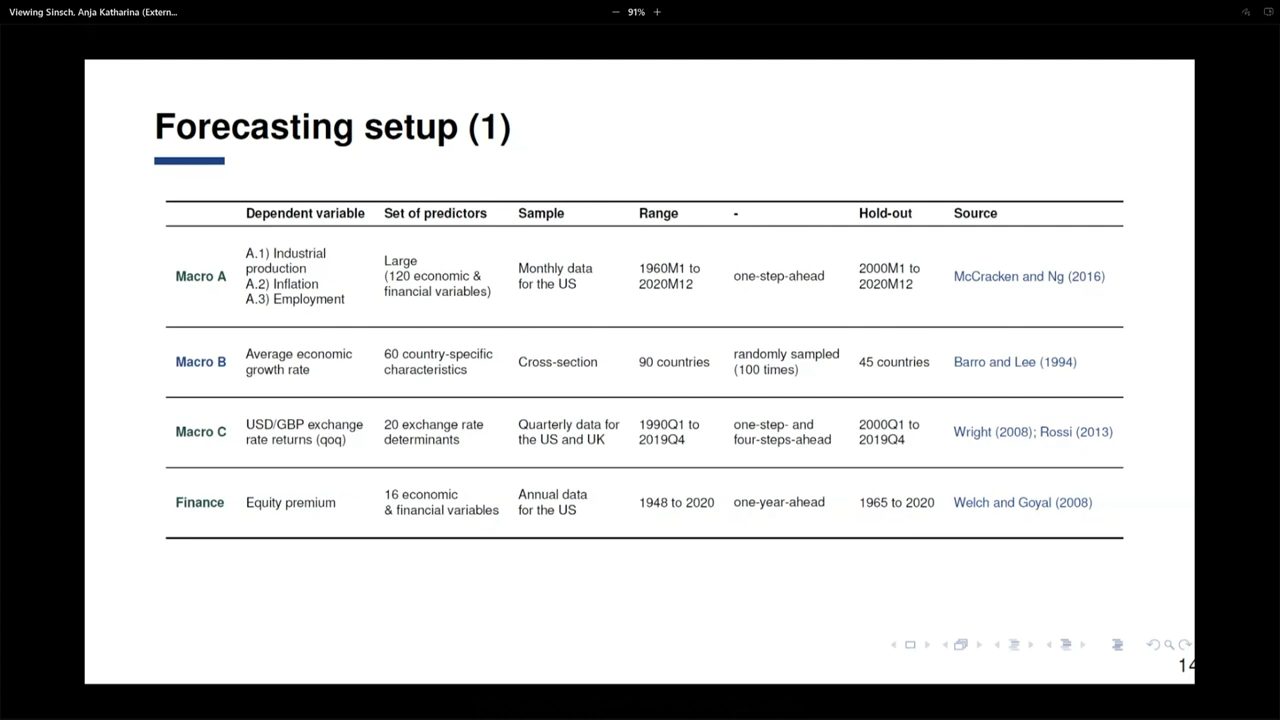 Viewing Sinsch, Anja Katharina (Extern...
91%
Forecasting setup (1)
Dependent variable Set of predictors Sample Range - Hold-out Source
Macro A
A.1) Industrial
production
A.2) Inflation
A.3) Employment
Large
(120 economic &
financial variables)
Monthly data
for the US
1960M1 to
2020M12
one-step-ahead
2000M1 to
2020M12
McCracken and Ng (2016)
Macro B
Average economic
growth rate
60 country-specific
characteristics
Cross-section
90 countries
randomly sampled
(100 times)
45 countries
Barro and Lee (1994)
Macro C
USD/GBP exchange
rate returns (qoq)
20 exchange rate
determinants
Quarterly data for
the US and UK
1990Q1 to
2019Q4
one-step- and
four-steps-ahead
2000Q1 to
2019Q4
Wright (2008); Rossi (2013)
Finance
Equity premium
16 economic
& financial variables
Annual data
for the US
1948 to 2020
one-year-ahead
1965 to 2020
Welch and Goyal (2008)
14